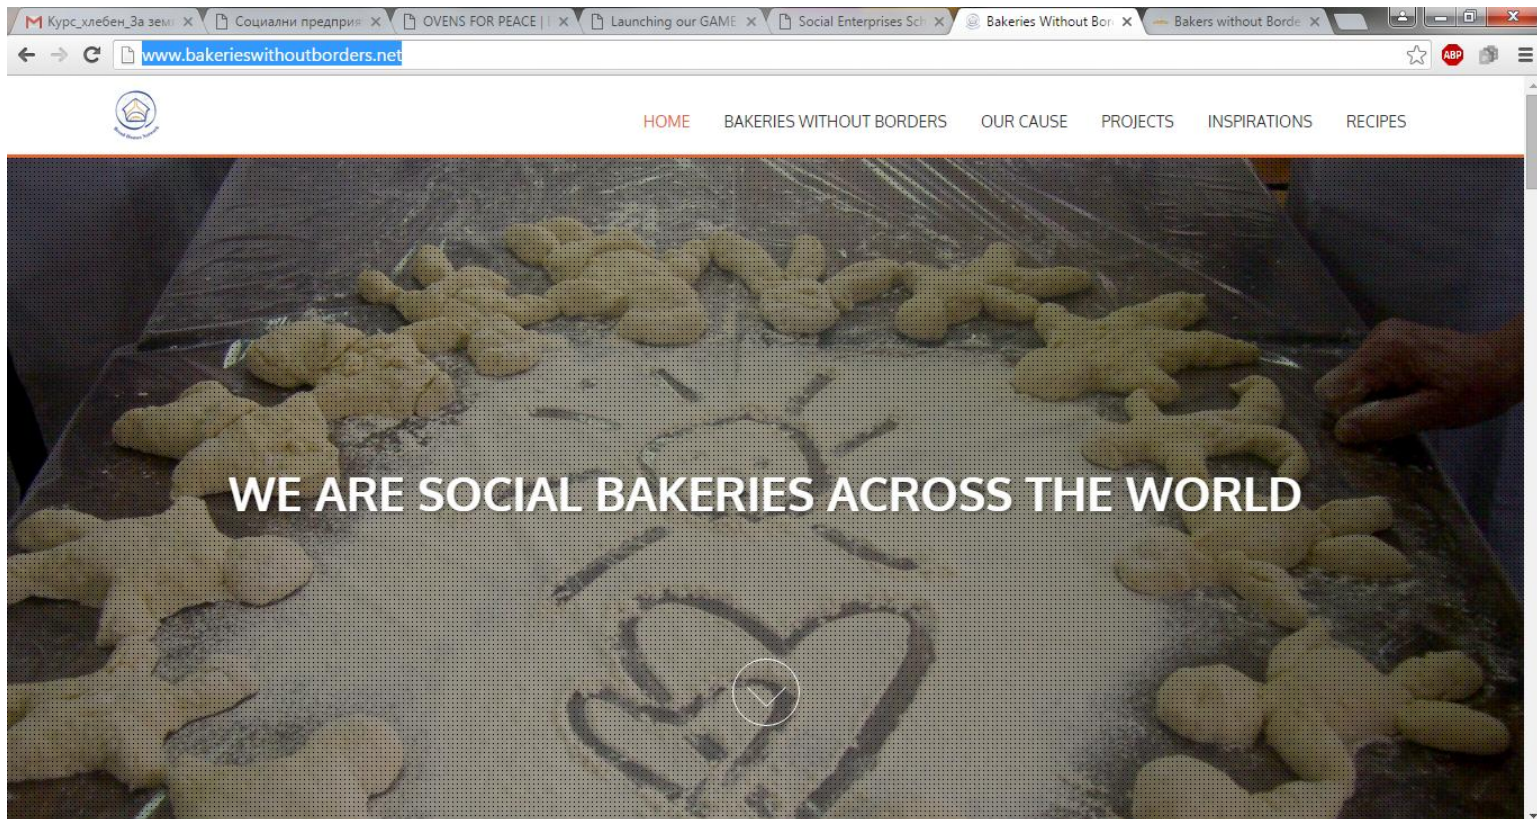 Курс_хлебен_За земя
Социални предприя
OVENS FOR PEACE |
Launching our GAME
Social Enterprises Sch
Bakeries Without Bor
Bakers without Borde
www.bakerieswithoutborders.net
ABP
HOME BAKERIES WITHOUT BORDERS OUR CAUSE PROJECTS INSPIRATIONS RECIPES
WE ARE SOCIAL BAKERIES ACROSS THE WORLD